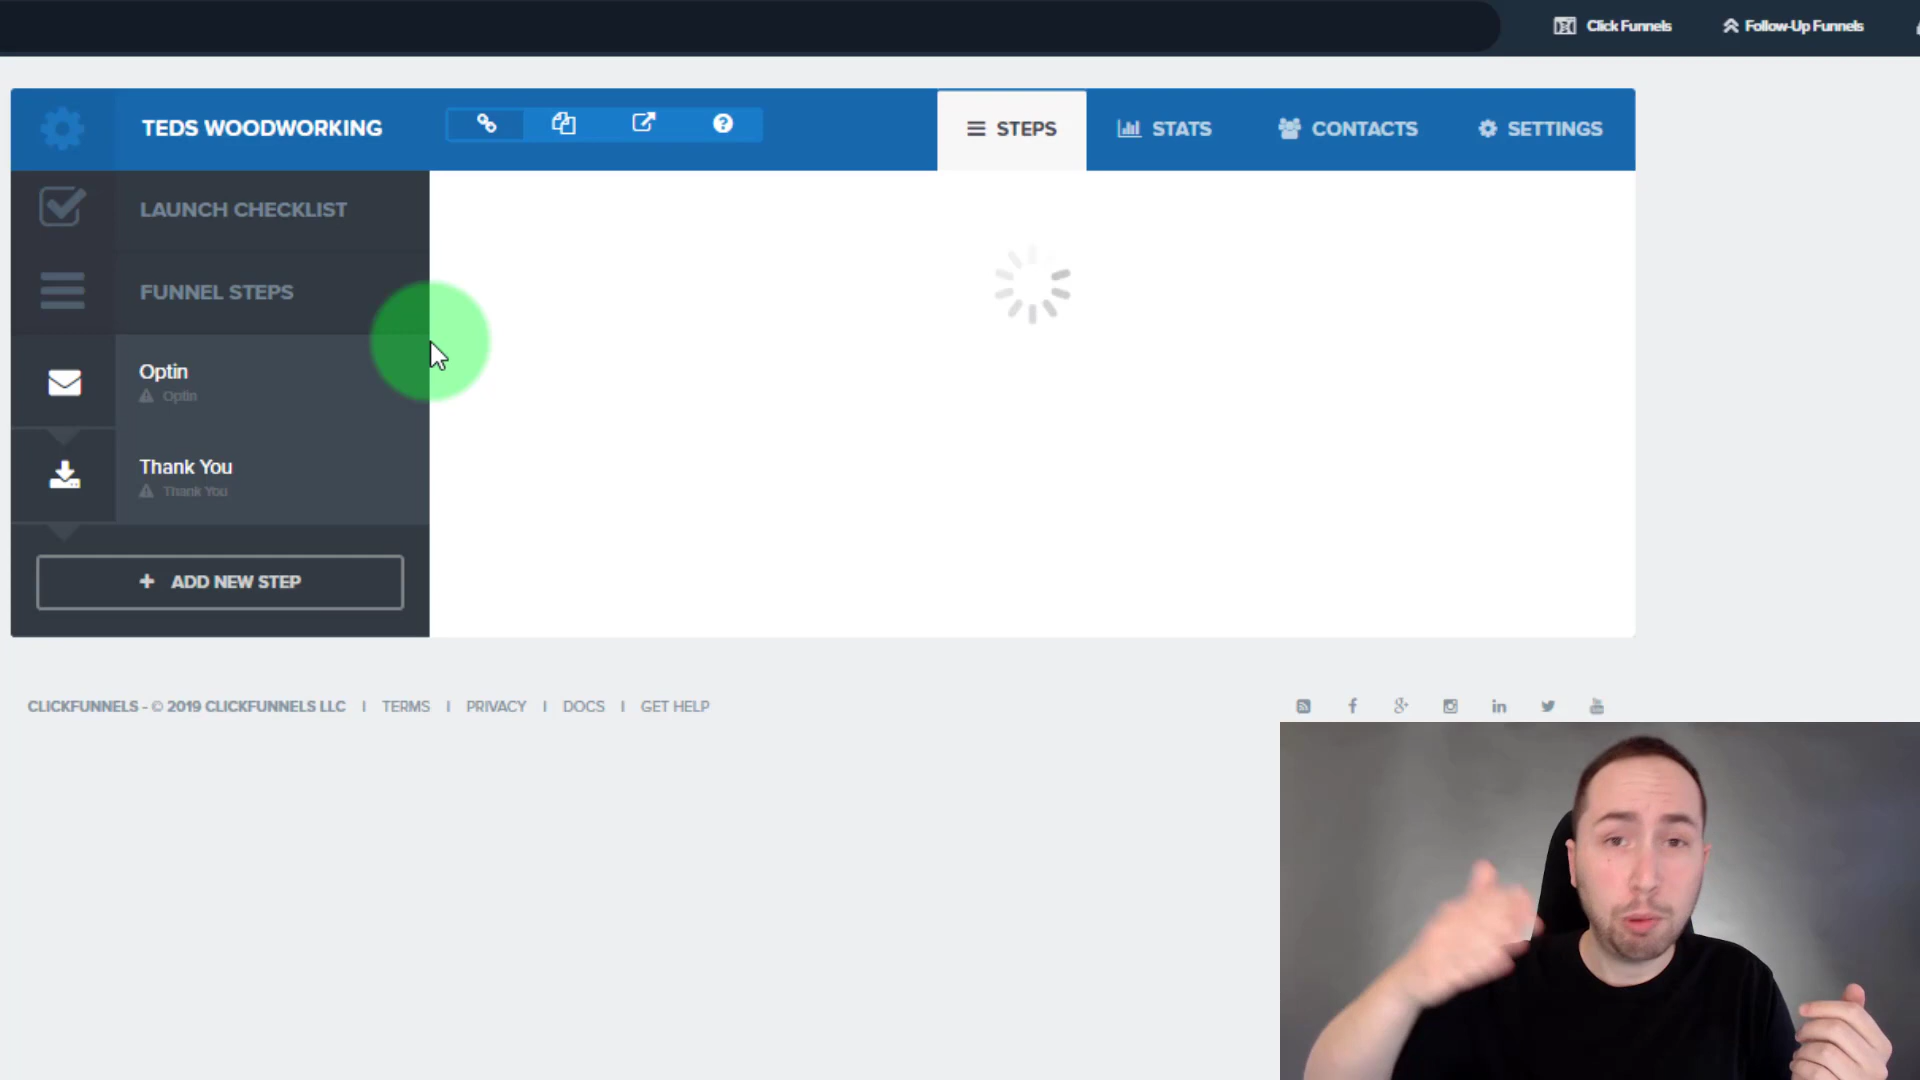 Click Funnels
Follow-Up Funnels
TEDS WOODWORKING
STEPS
STATS
CONTACTS
SETTINGS
LAUNCH CHECKLIST
FUNNEL STEPS
Optin
Optin
Thank You
Thank You
+ ADD NEW STEP
CLICKFUNNELS - © 2019 CLICKFUNNELS LLC | TERMS | PRIVACY | DOCS | GET HELP